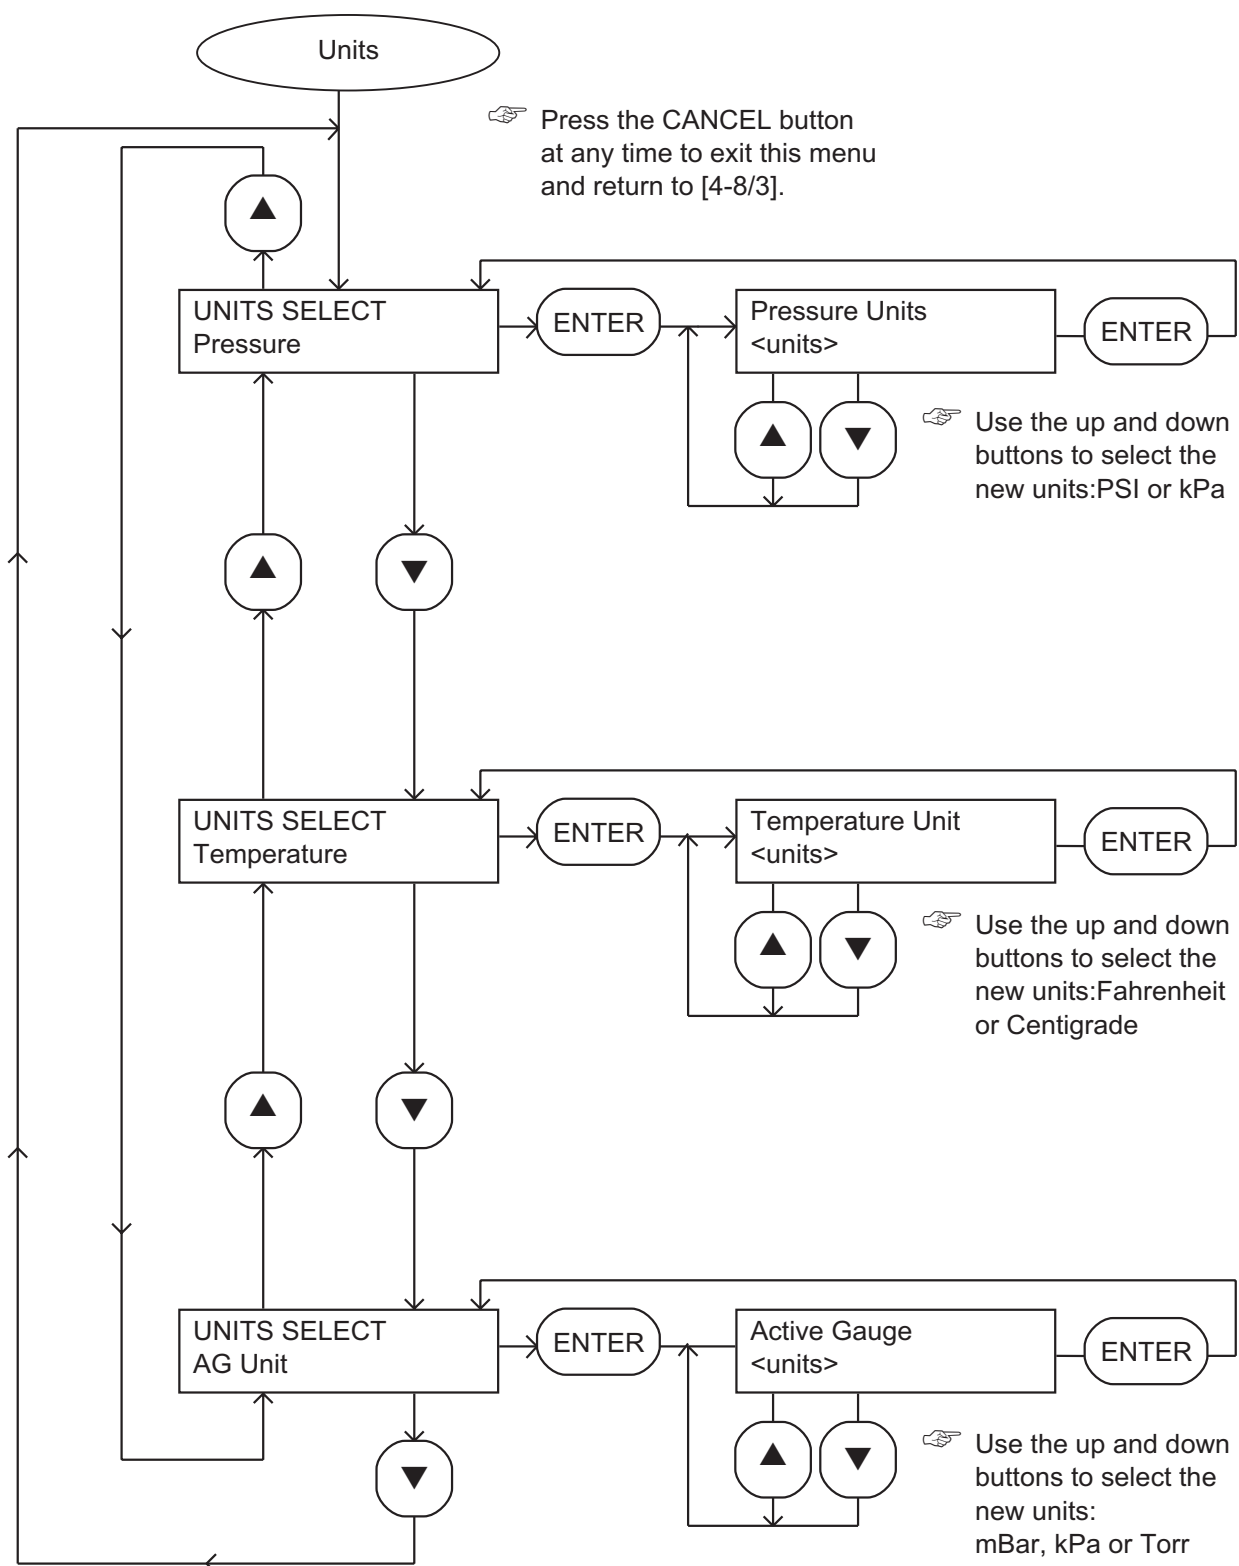 Units
☞ Press the CANCEL button
at any time to exit this menu
and return to [4-8/3].
▲
UNITS SELECT
Pressure
ENTER
Pressure Units
<units>
ENTER
▲
▼
☞ Use the up and down
buttons to select the
new units:PSI or kPa
▲
▼
UNITS SELECT
Temperature
ENTER
Temperature Unit
<units>
ENTER
▲
▼
☞ Use the up and down
buttons to select the
new units:Fahrenheit
or Centigrade
▲
▼
UNITS SELECT
AG Unit
ENTER
Active Gauge
<units>
ENTER
▲
▼
▼
☞ Use the up and down
buttons to select the
new units:
mBar, kPa or Torr